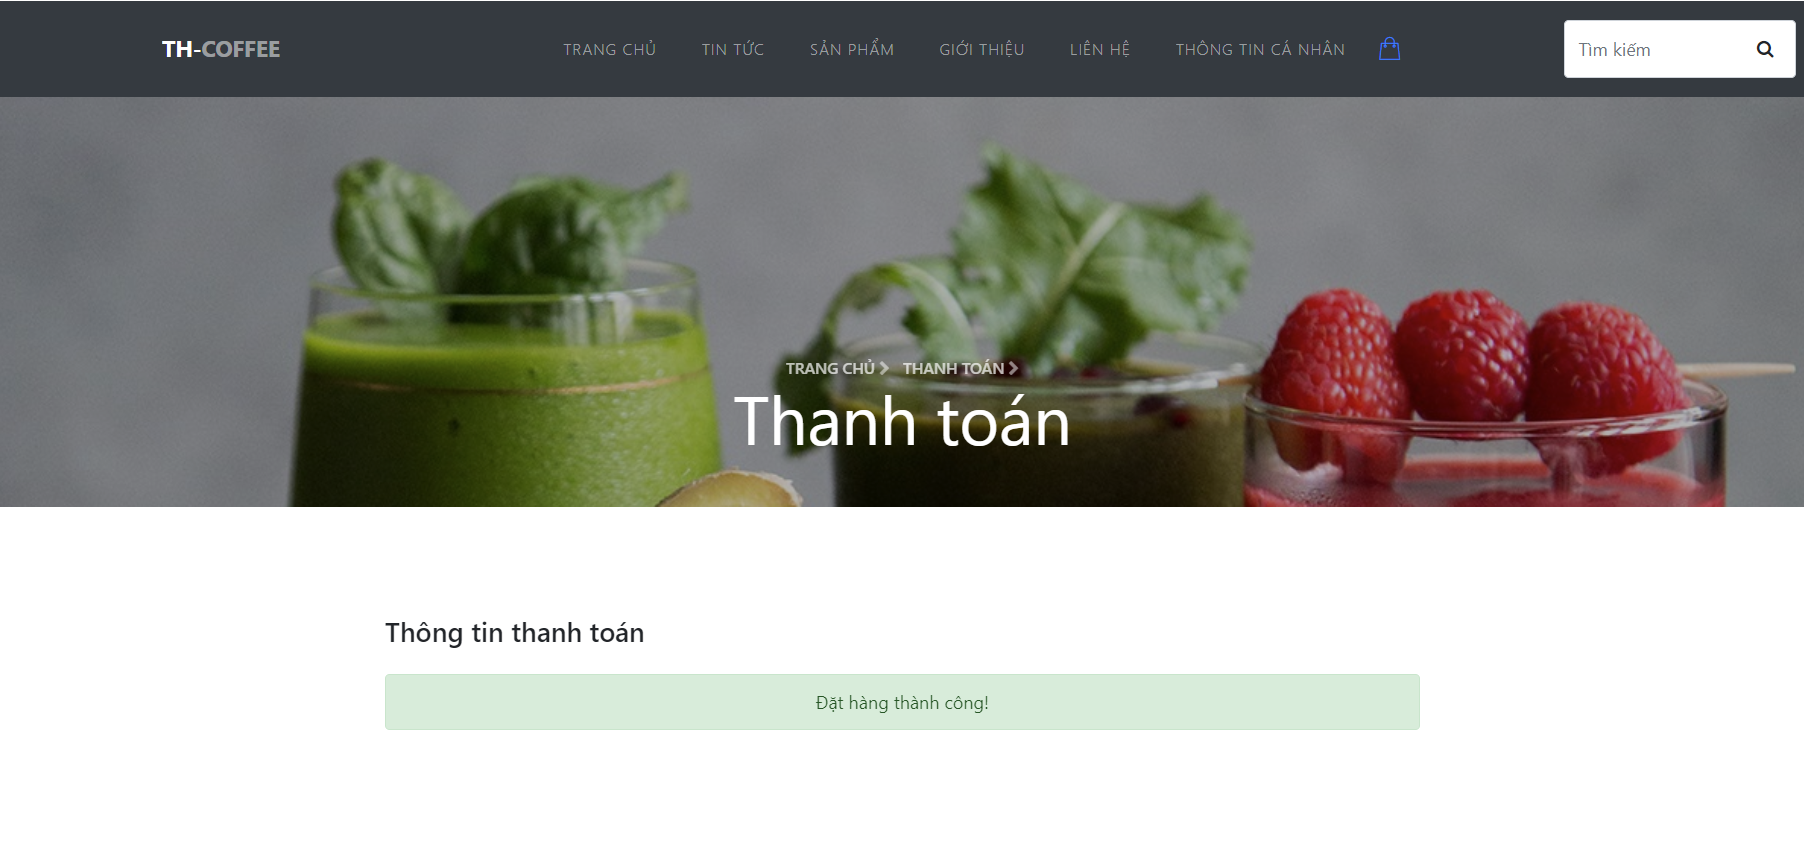 TH-COFFEE
TRANG CHỦ TIN TỨC SẢN PHẨM GIỚI THIỆU LIÊN HỆ THÔNG TIN CÁ NHÂN
Tìm kiếm
TRANG CHỦ THANH TOÁN
Thanh toán
Thông tin thanh toán
Đặt hàng thành công!